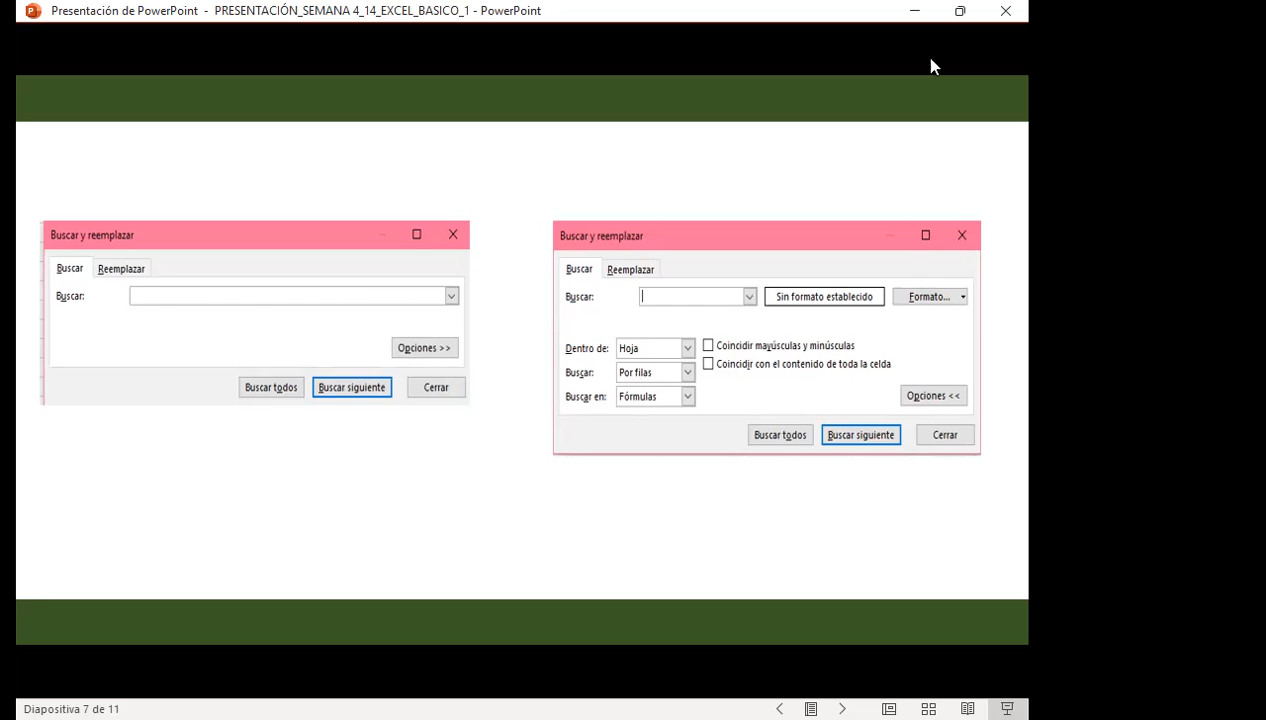 Presentación de PowerPoint - PRESENTACIÓN_SEMANA 4_14_EXCEL_BASICO_1 - PowerPoint
Buscar y reemplazar
Buscar Reemplazar
Buscar:
Opciones >>
Buscar todos Buscar siguiente Cerrar
Buscar y reemplazar
Buscar Reemplazar
Buscar: Sin formato establecido Formato...
Dentro de: Hoja Coincidir mayúsculas y minúsculas
Buscar: Por filas Coincidir con el contenido de toda la celda
Buscar en: Fórmulas
Opciones <<
Buscar todos Buscar siguiente Cerrar
Diapositiva 7 de 11